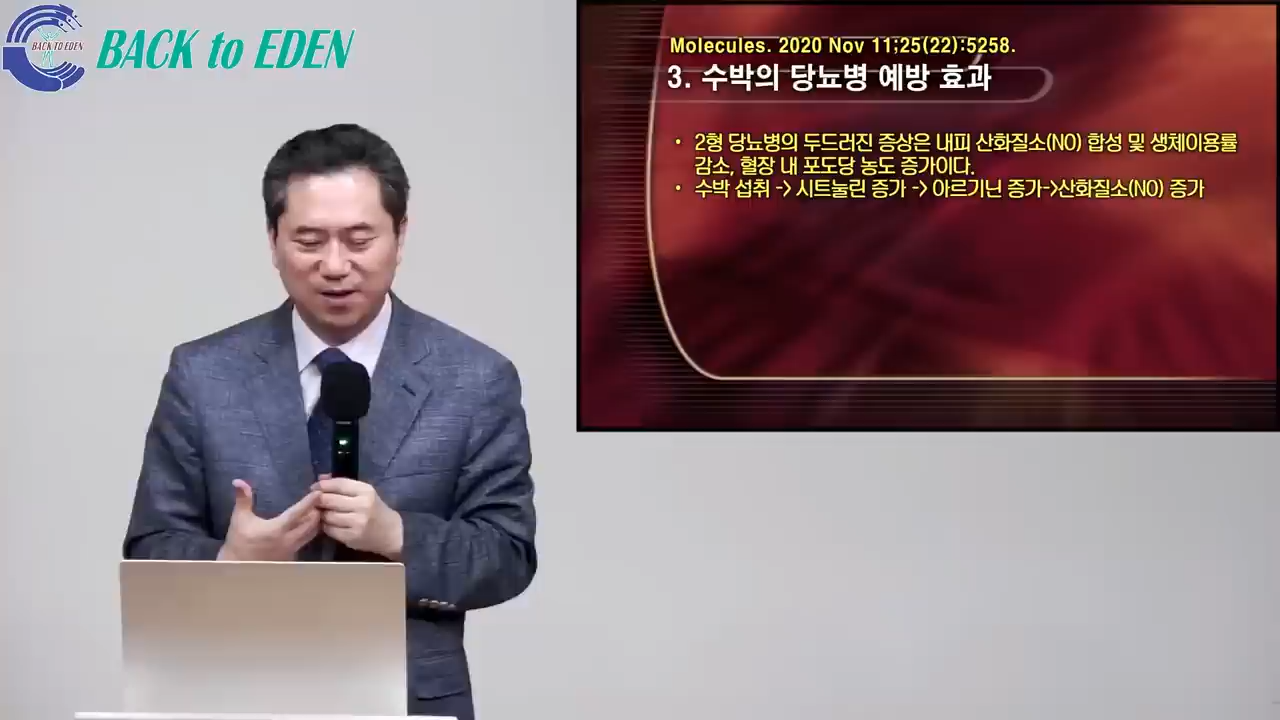 BACK TO EDEN
BACK to EDEN
Molecules. 2020 Nov 11;25(22):5258.
3. 수박의 당뇨병 예방 효과
• 2형 당뇨병의 두드러진 증상은 내피 산화질소(NO) 합성 및 생체이용률
감소, 혈장 내 포도당 농도 증가이다.
• 수박 섭취 -> 시트눌린 증가 -> 아르기닌 증가->산화질소(NO) 증가